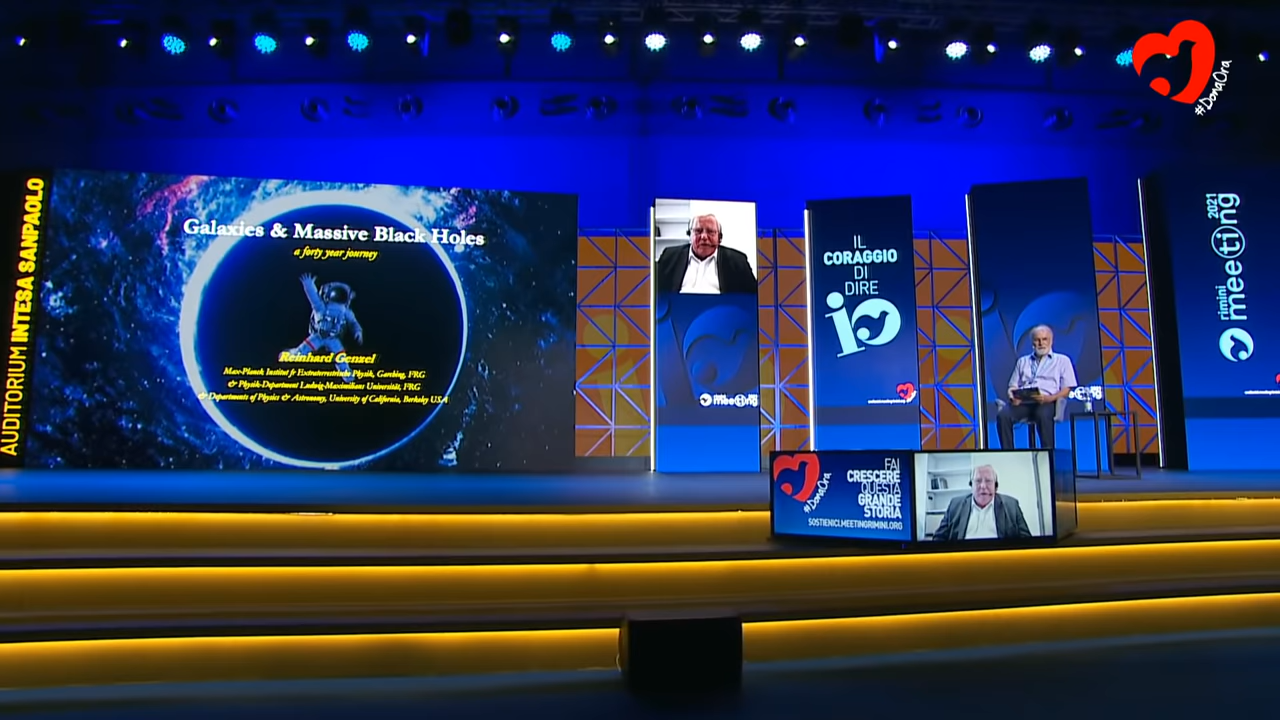 #DonaOra
AUDITORIUM INTESA SANPAOLO
Galaxies & Massive Black Holes
a forty year journey
Reinhard Genzel
Max-Planck Institut fr Extraterrestrische Physik, Garching, FRG
& Physik-Department Ludwig-Maximilians Universität, FRG
& Departments of Physics & Astronomy, University of California, Berkeley USA
meeting
IL
CORAGGIO
DI
DIRE
io
rimini
meeting
2021
#DonaOra
FAI
CRESCERE
QUESTA
GRANDE
STORIA
SOSTIENICI.MEETINGRIMINI.ORG